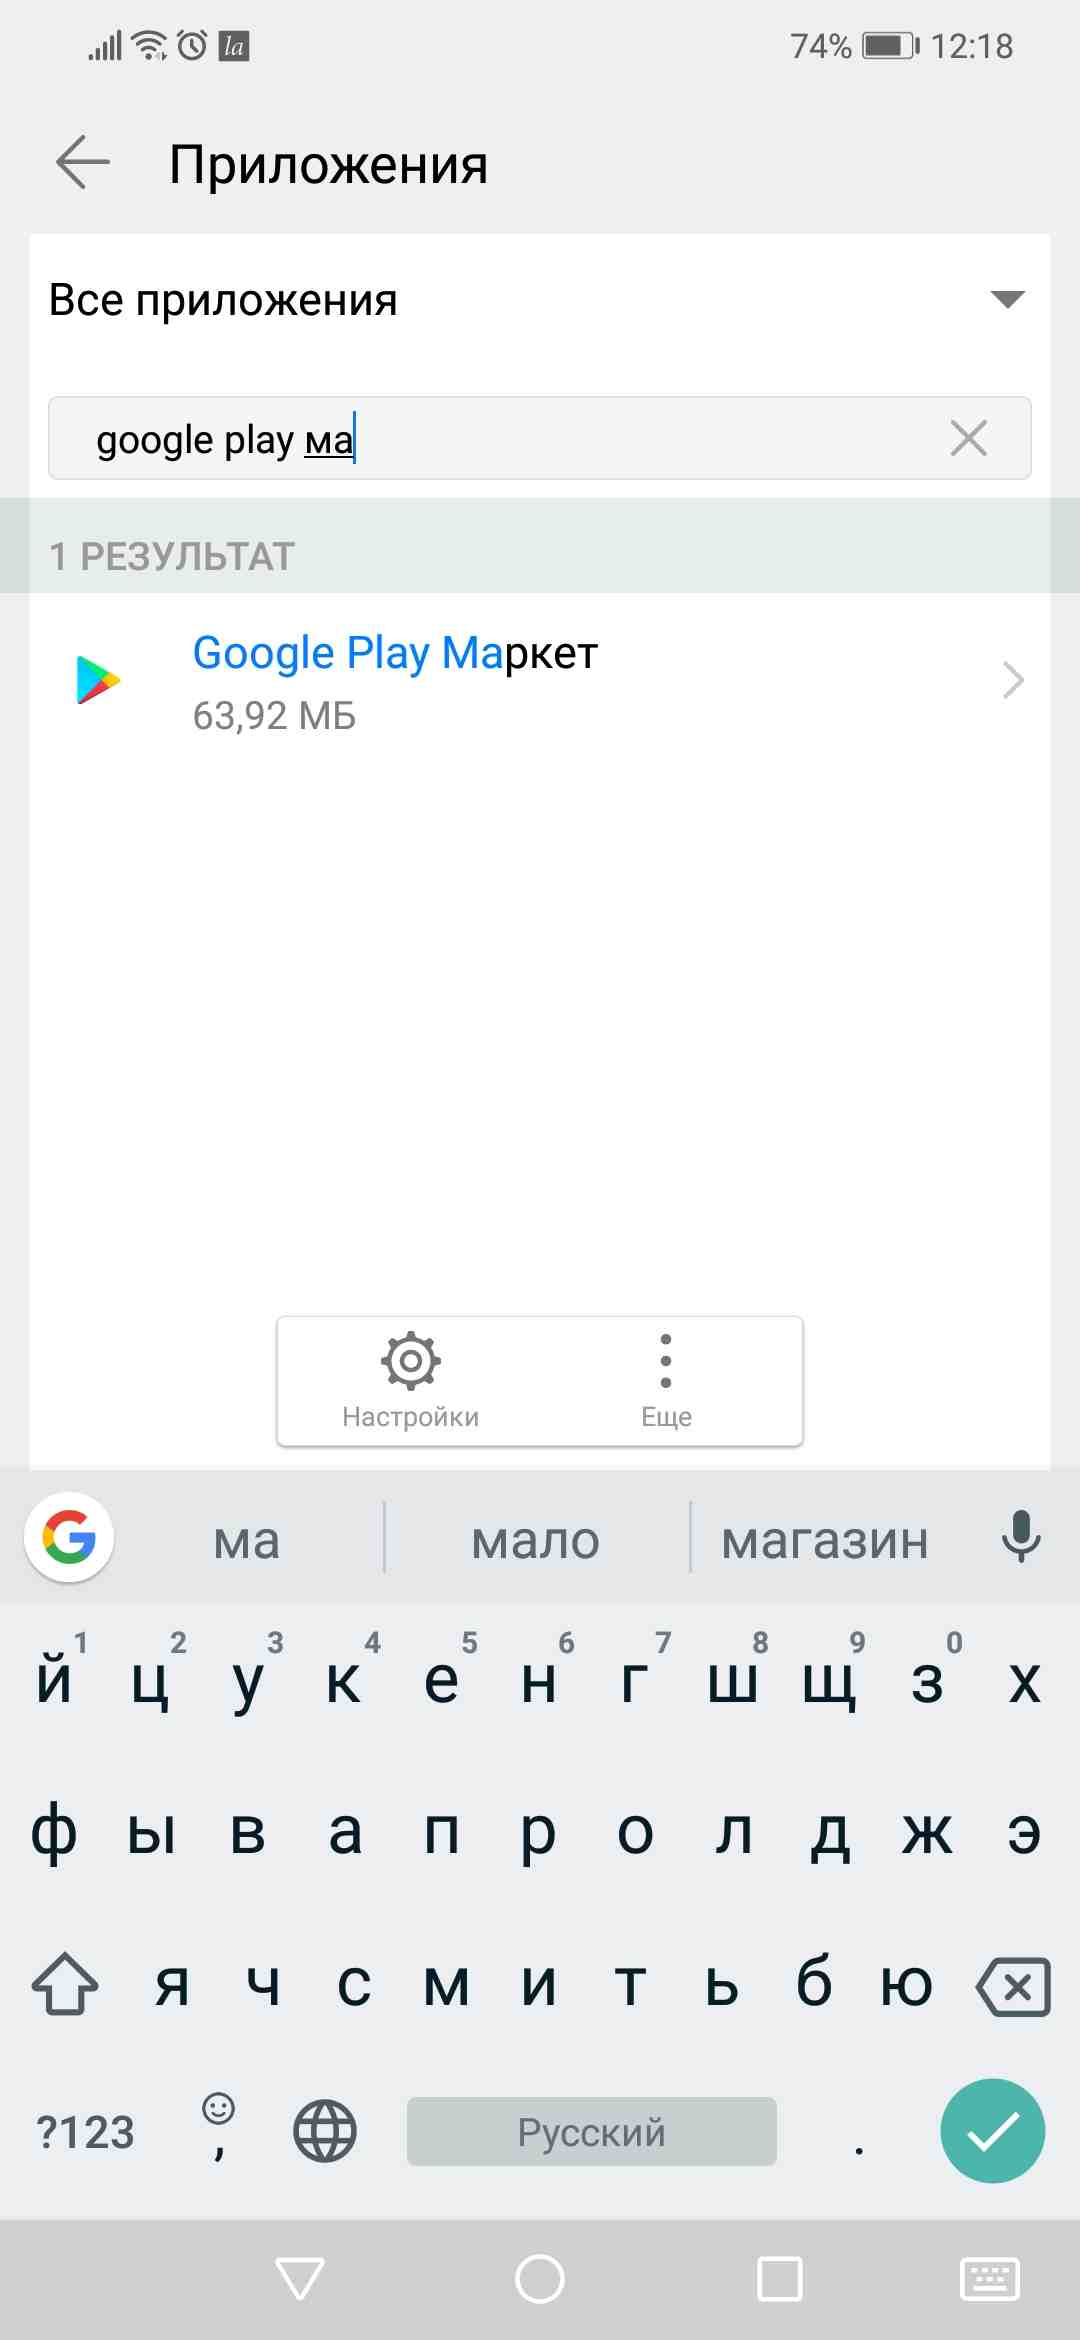 la 74% 12:18
Приложения
Все приложения
google play ма
1 РЕЗУЛЬТАТ
Google Play Маркет
63,92 МБ
Настройки Еще
G ма мало магазин
1 2 3 4 5 6 7 8 9 0
й ц у к е н г ш щ з х
ф ы в а п р о л д ж э
я ч с м и т ь б ю
?123 , Русский .